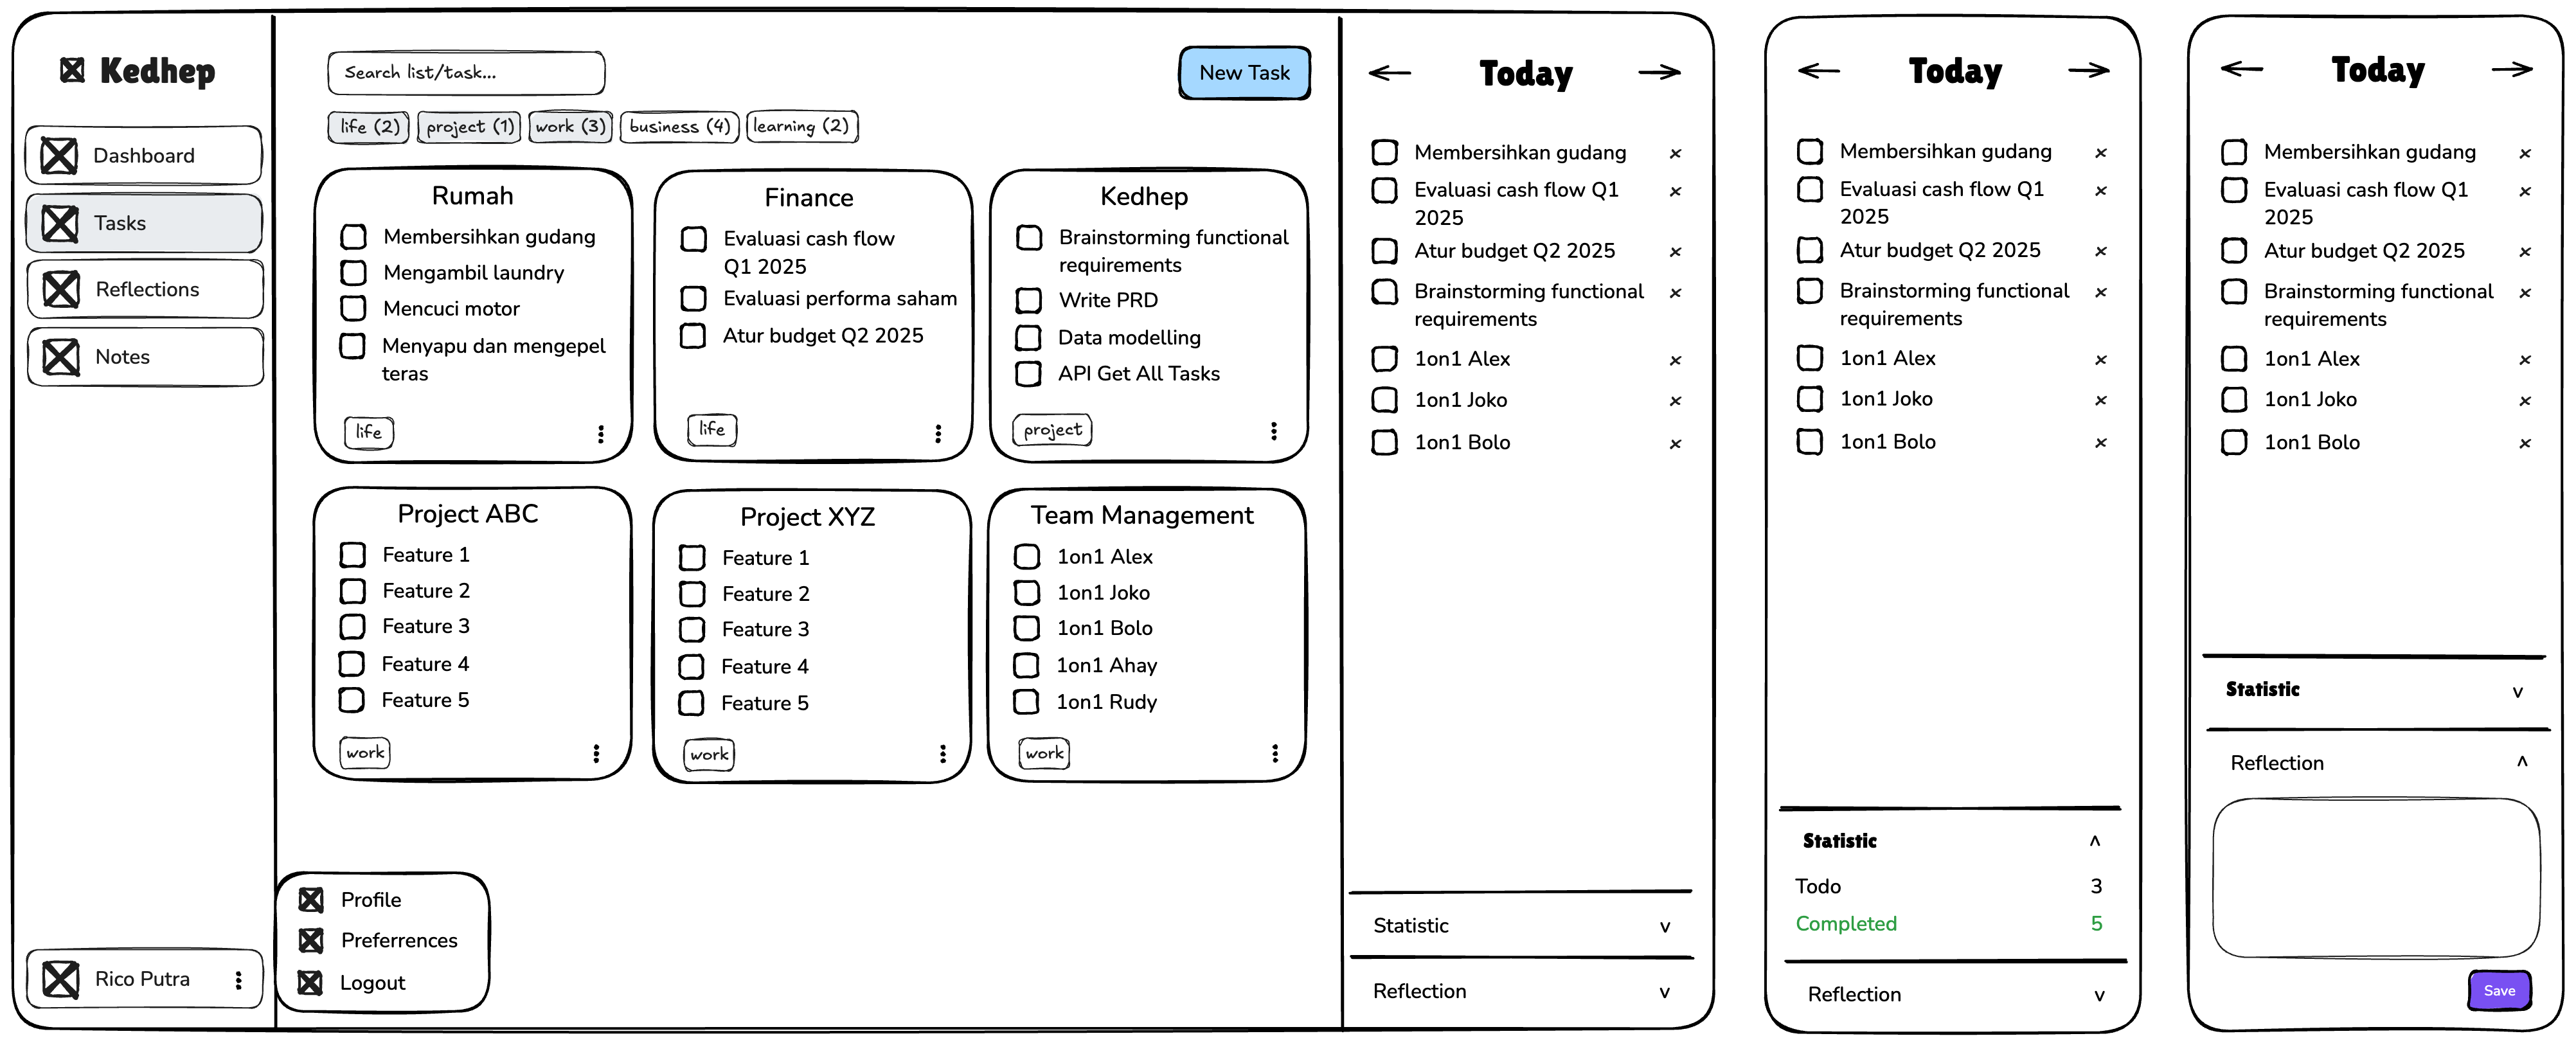 Kedhep
Dashboard
Tasks
Reflections
Notes
Rico Putra
Profile
Preferrences
Logout
Search list/task...
New Task
life (2)
project (1)
work (3)
business (4)
learning (2)
Rumah
Membersihkan gudang
Mengambil laundry
Mencuci motor
Menyapu dan mengepel
teras
life
Finance
Evaluasi cash flow
Q1 2025
Evaluasi performa saham
Atur budget Q2 2025
life
Kedhep
Brainstorming functional
requirements
Write PRD
Data modelling
API Get All Tasks
project
Project ABC
Feature 1
Feature 2
Feature 3
Feature 4
Feature 5
work
Project XYZ
Feature 1
Feature 2
Feature 3
Feature 4
Feature 5
work
Team Management
1on1 Alex
1on1 Joko
1on1 Bolo
1on1 Ahay
1on1 Rudy
work
Today
Membersihkan gudang x
Evaluasi cash flow Q1 x
2025
Atur budget Q2 2025 x
Brainstorming functional x
requirements
1on1 Alex x
1on1 Joko x
1on1 Bolo x
Statistic v
Reflection v
Today
Membersihkan gudang x
Evaluasi cash flow Q1 x
2025
Atur budget Q2 2025 x
Brainstorming functional x
requirements
1on1 Alex x
1on1 Joko x
1on1 Bolo x
Statistic ^
Todo 3
Completed 5
Reflection v
Today
Membersihkan gudang x
Evaluasi cash flow Q1 x
2025
Atur budget Q2 2025 x
Brainstorming functional x
requirements
1on1 Alex x
1on1 Joko x
1on1 Bolo x
Statistic v
Reflection ^
Save